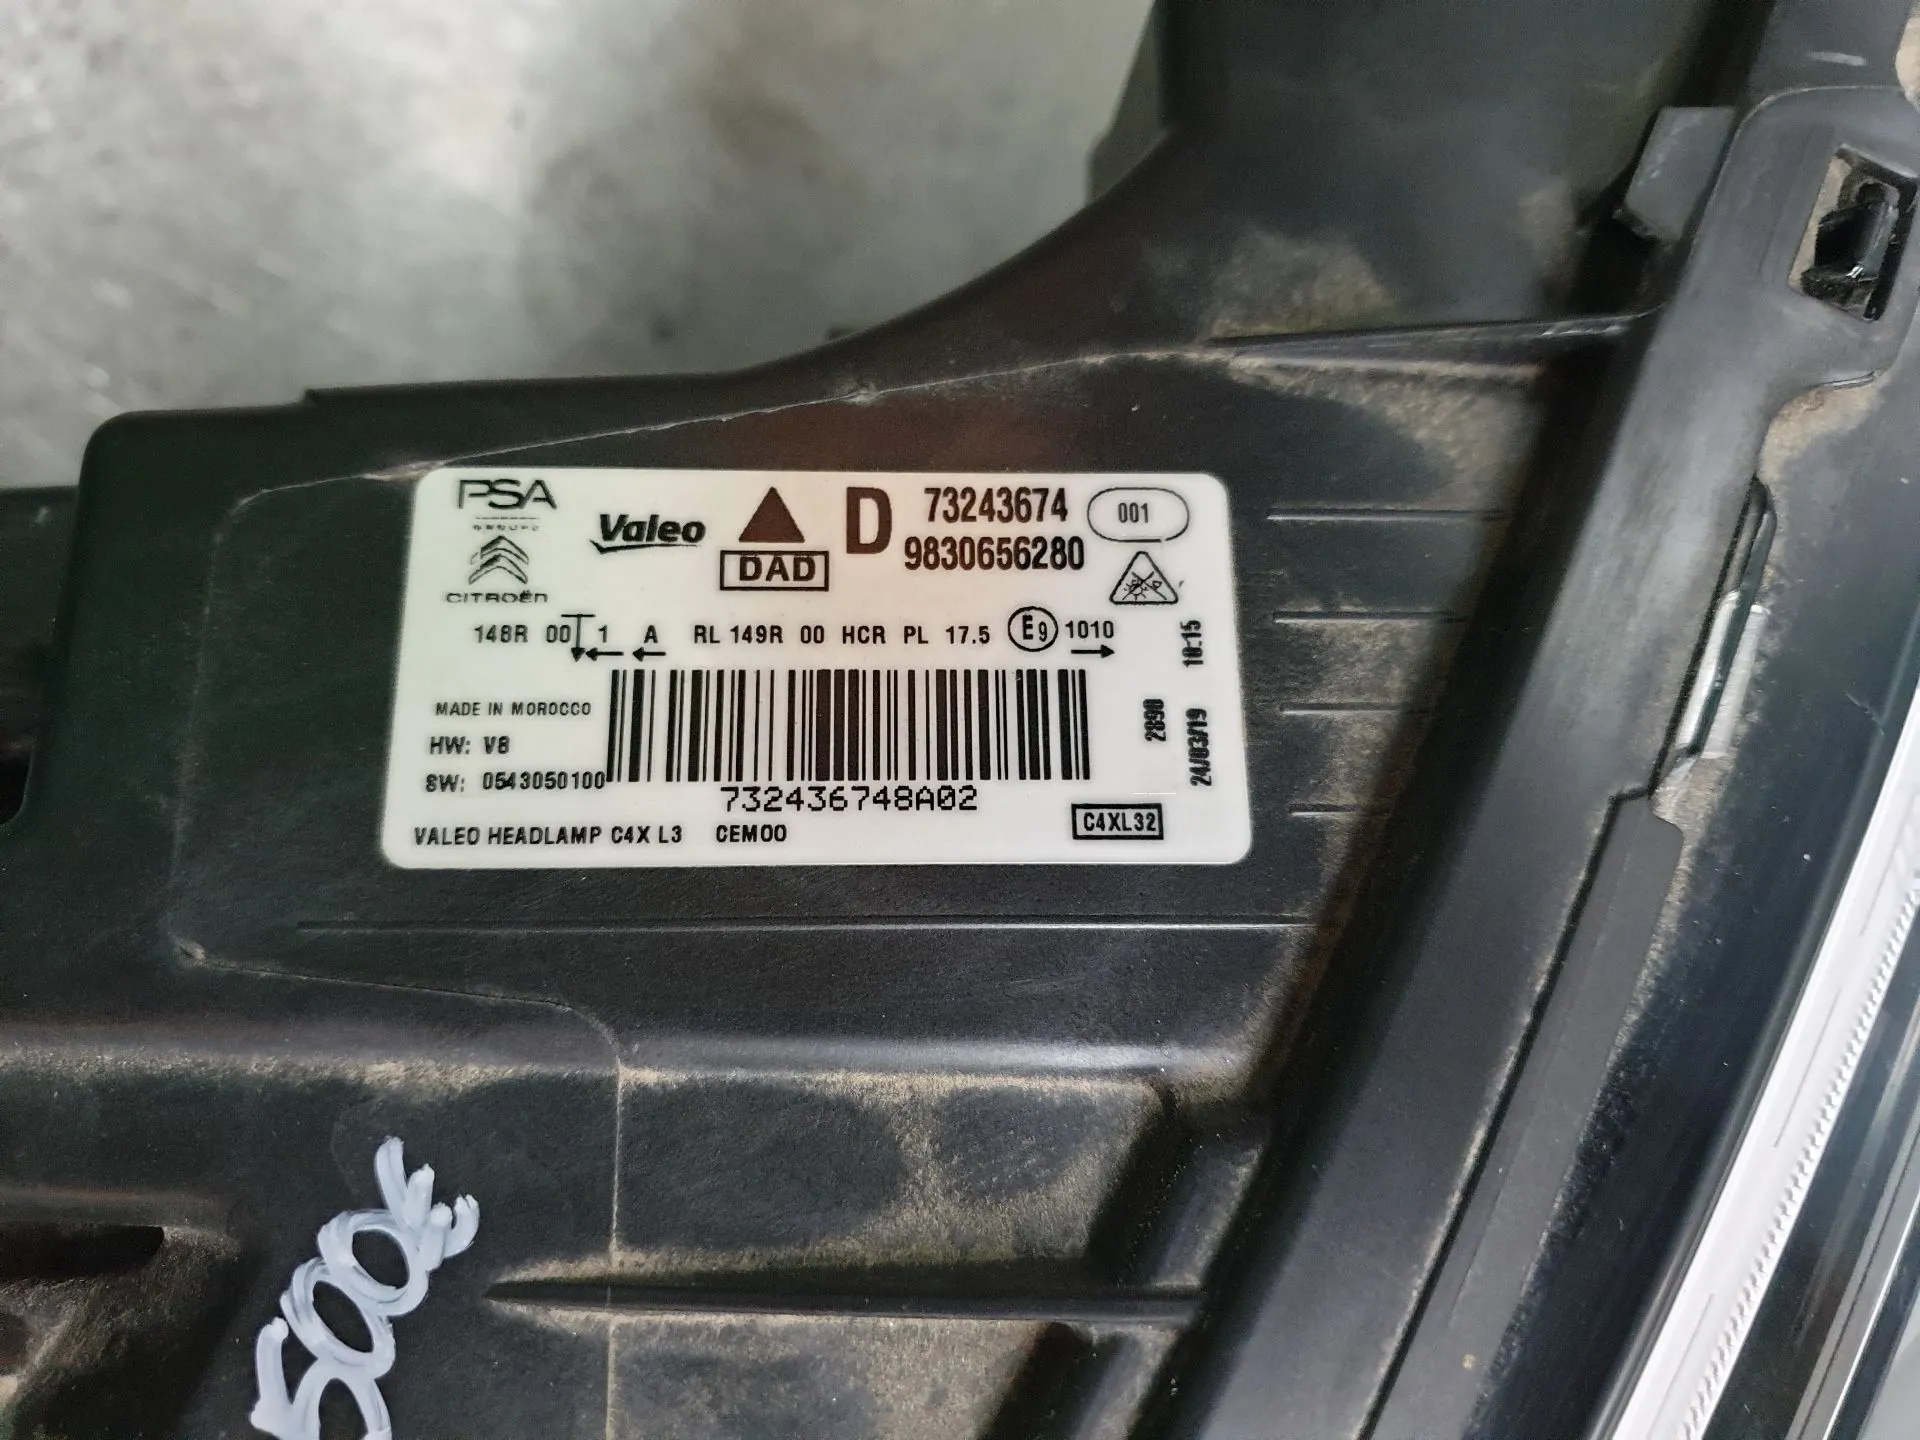 PSA
GROUPE
CITROËN
Valeo
DAD
D
73243674
9830656280
001
148R 00 1 A RL 149R 00 HCR PL 17.5 E9 1010
MADE IN MOROCCO
HW: V8
SW: 0543050100
732436748A02
VALEO HEADLAMP C4X L3 CEM00
C4XL32
2898
24/03/19 10:15